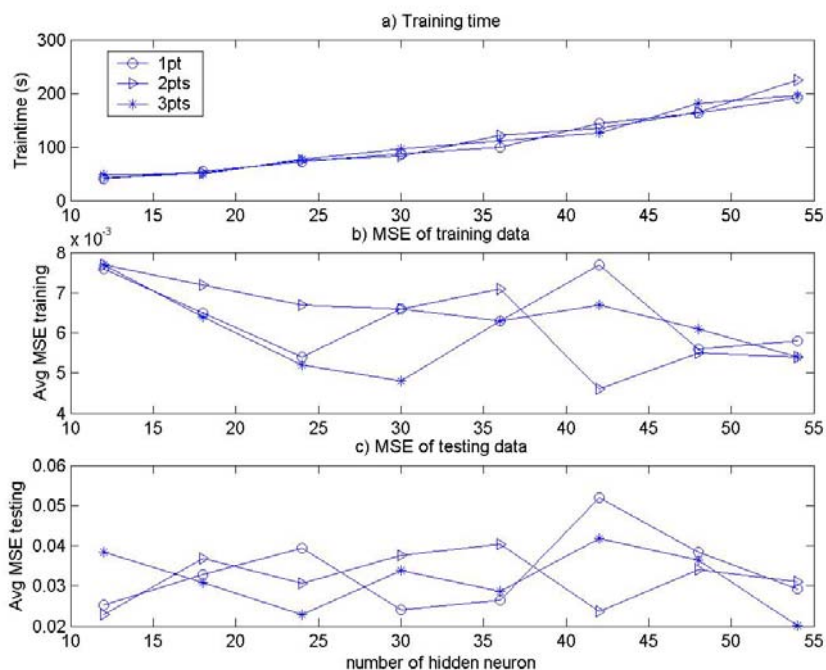 a) Training time
300
200
100
0
Traintime (s)
1pt
2pts
3pts
10 15 20 25 30 35 40 45 50 55
b) MSE of training data
x 10-3
8
7
6
5
4
Avg MSE training
10 15 20 25 30 35 40 45 50 55
c) MSE of testing data
0.06
0.05
0.04
0.03
0.02
Avg MSE testing
10 15 20 25 30 35 40 45 50 55
number of hidden neuron